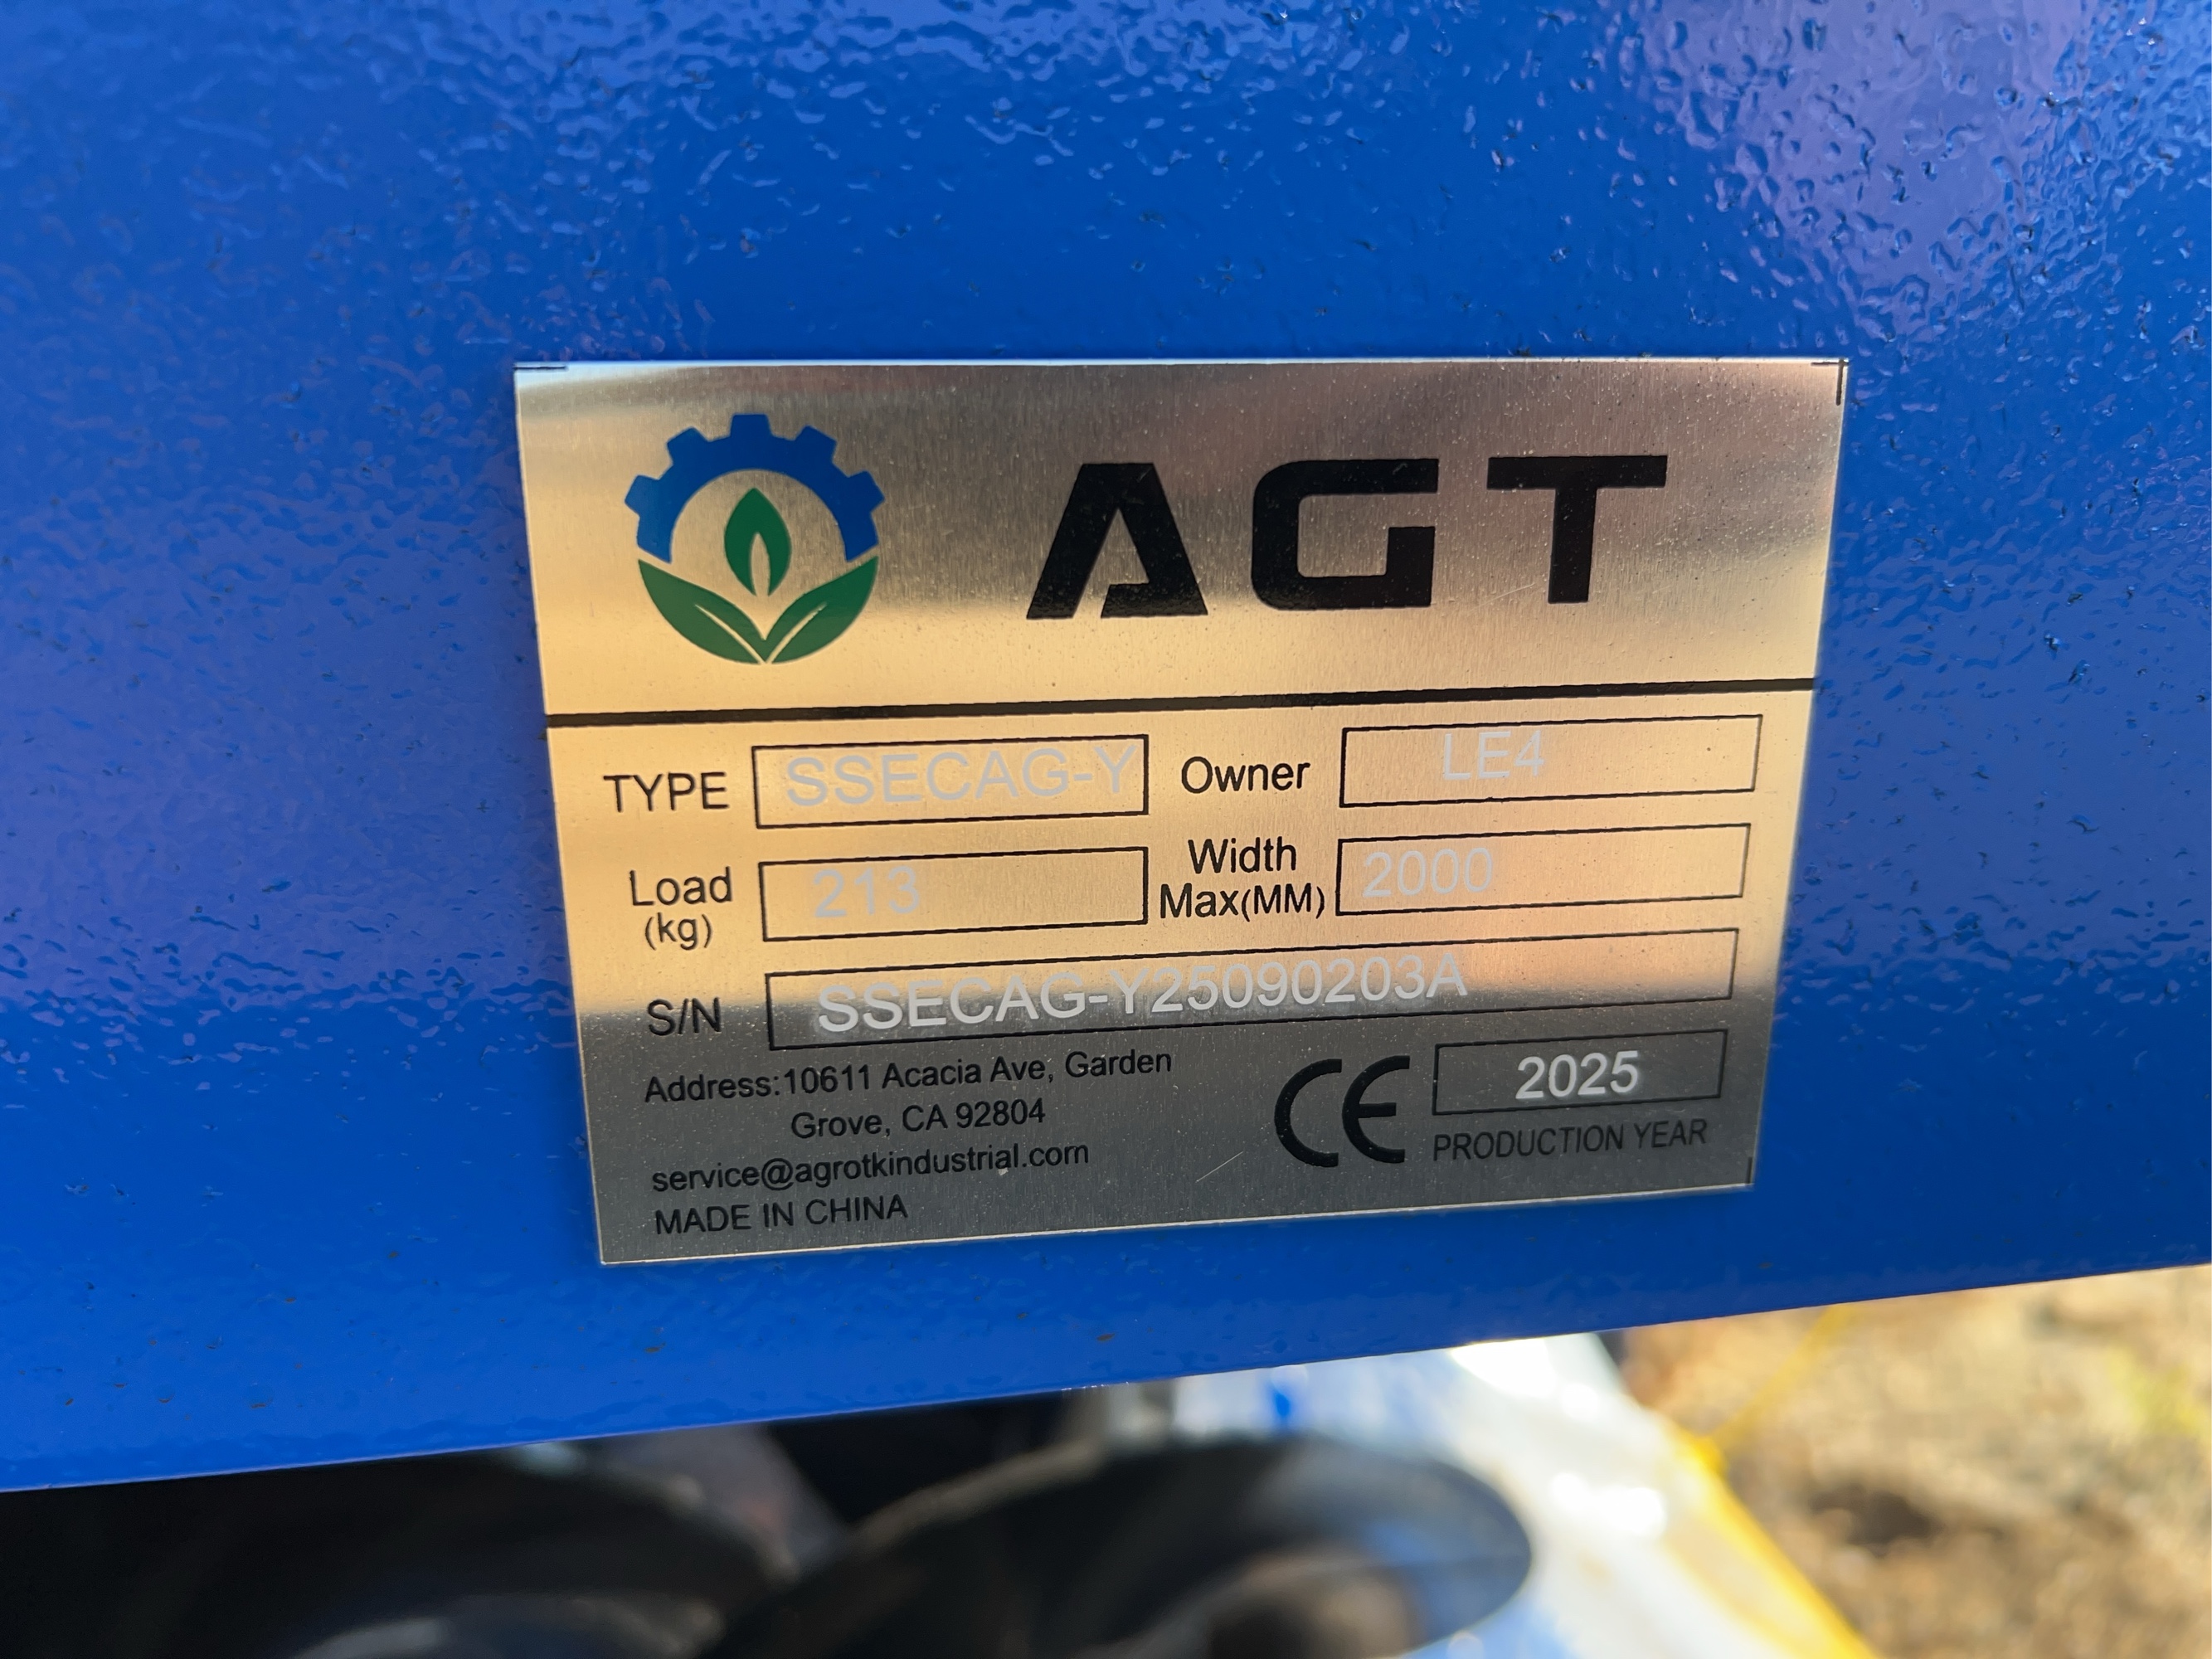 AGT
TYPE SSECAG-Y Owner LE4
Load (kg) 213 Width Max(MM) 2000
S/N SSECAG-Y25090203A
Address:10611 Acacia Ave, Garden
Grove, CA 92804
service@agrotkindustrial.com
MADE IN CHINA
CE 2025
PRODUCTION YEAR